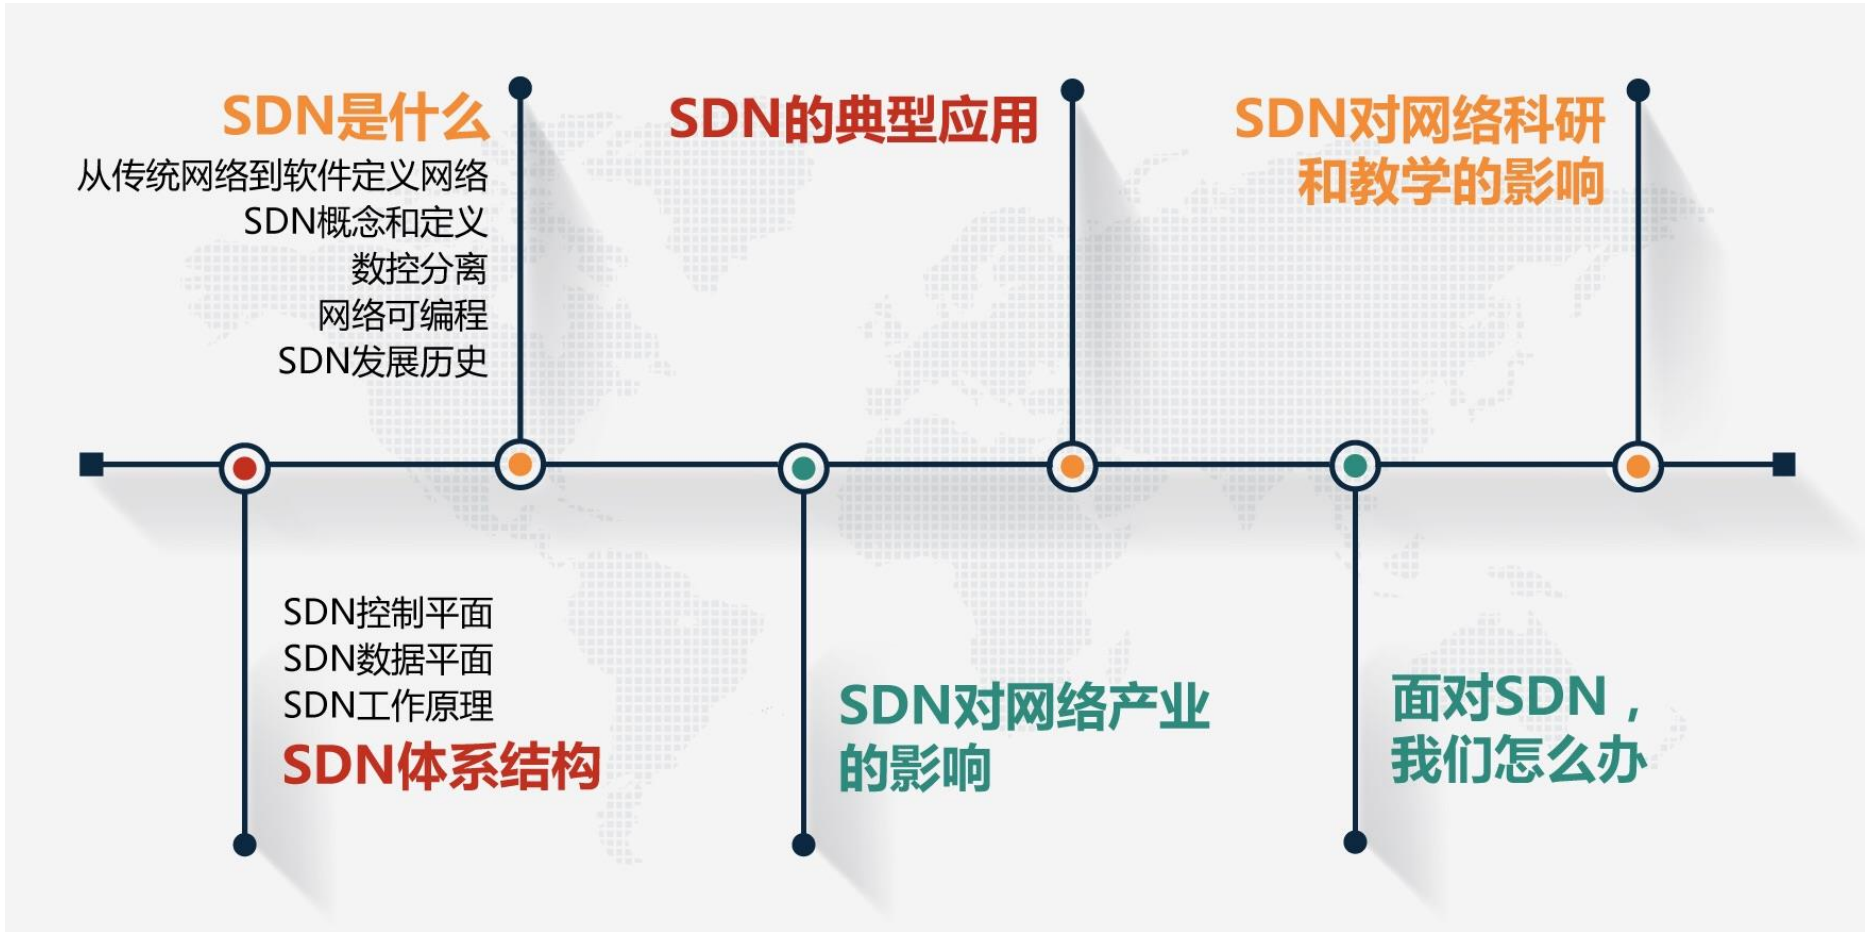 SDN是什么
从传统网络到软件定义网络
SDN概念和定义
数控分离
网络可编程
SDN发展历史
SDN的典型应用
SDN对网络科研
和教学的影响
SDN控制平面
SDN数据平面
SDN工作原理
SDN体系结构
SDN对网络产业
的影响
面对SDN，
我们怎么办